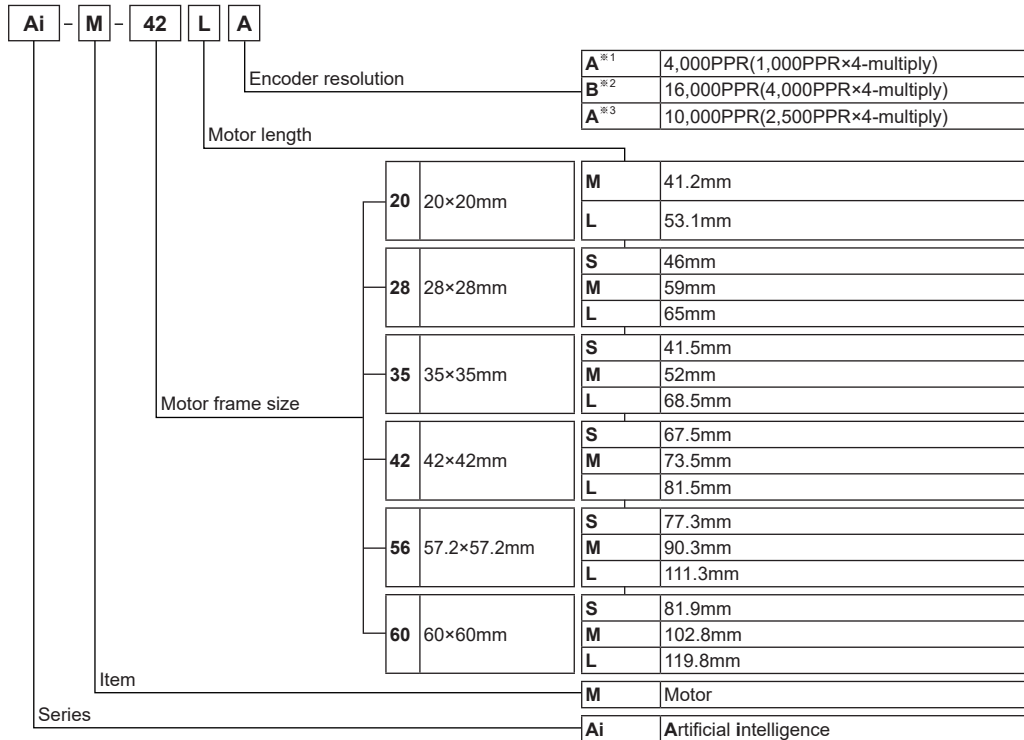 Ai - M - 42 L A
Encoder resolution
A※1 4,000PPR(1,000PPR×4-multiply)
B※2 16,000PPR(4,000PPR×4-multiply)
A※3 10,000PPR(2,500PPR×4-multiply)
Motor length
20 20×20mm
M 41.2mm
L 53.1mm
28 28×28mm
S 46mm
M 59mm
L 65mm
35 35×35mm
S 41.5mm
M 52mm
L 68.5mm
Motor frame size
42 42×42mm
S 67.5mm
M 73.5mm
L 81.5mm
56 57.2×57.2mm
S 77.3mm
M 90.3mm
L 111.3mm
60 60×60mm
S 81.9mm
M 102.8mm
L 119.8mm
Item
M Motor
Series
Ai Artificial intelligence